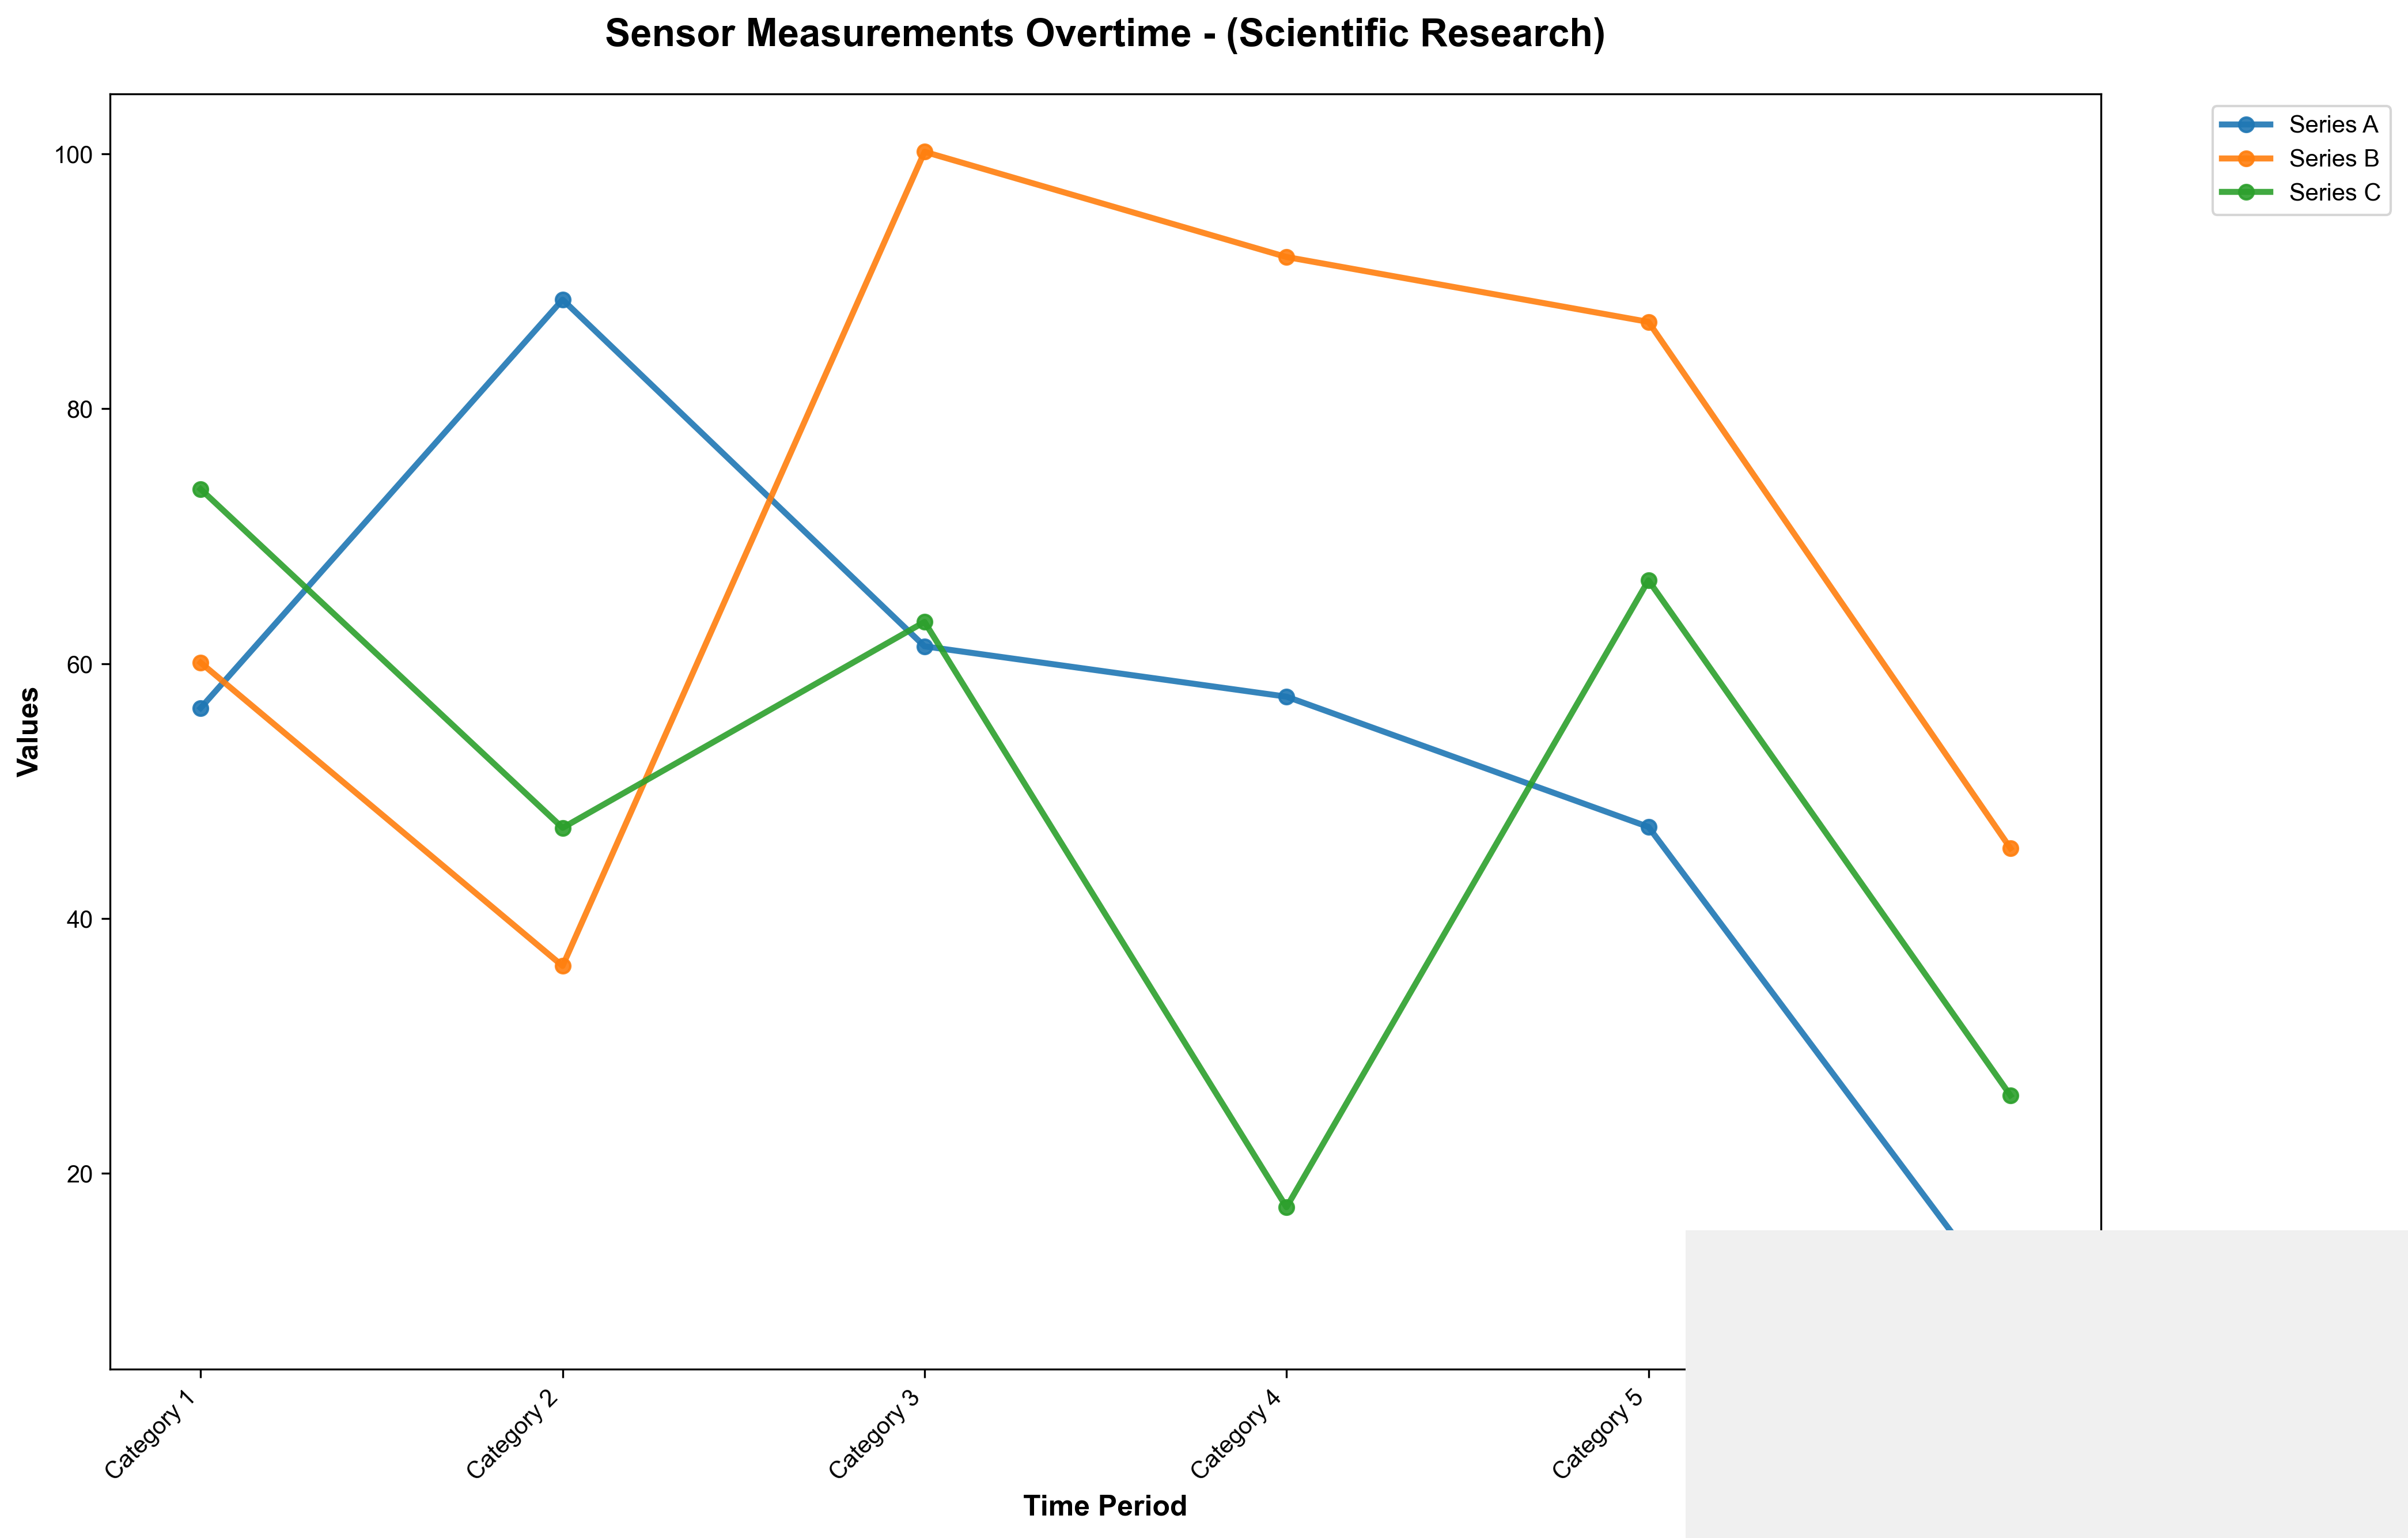 Sensor Measurements Overtime - (Scientific Research)
Series A
Series B
Series C
100
80
60
40
20
Values
Category 1
Category 2
Category 3
Category 4
Category 5
Time Period